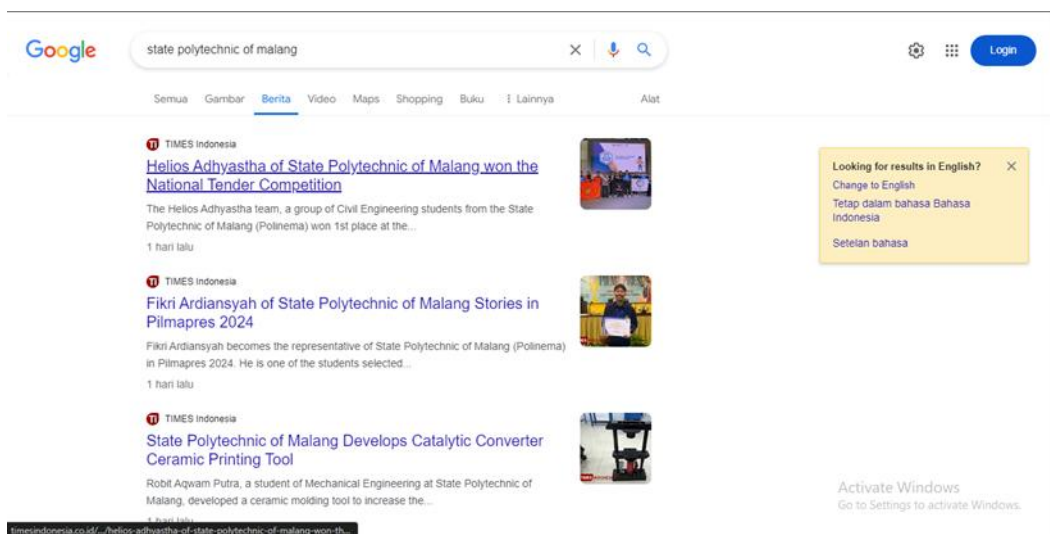 Google
state polytechnic of malang
Login
Semua Gambar Berita Video Maps Shopping Buku Lainnya Alat
TIMES Indonesia
Helios Adhyastha of State Polytechnic of Malang won the
National Tender Competition
The Helios Adhyastha team, a group of Civil Engineering students from the State
Polytechnic of Malang (Polinema) won 1st place at the...
1 hari lalu
TIMES Indonesia
Fikri Ardiansyah of State Polytechnic of Malang Stories in
Pilmapres 2024
Fikri Ardiansyah becomes the representative of State Polytechnic of Malang (Polinema)
in Pilmapres 2024. He is one of the students selected...
1 hari lalu
TIMES Indonesia
State Polytechnic of Malang Develops Catalytic Converter
Ceramic Printing Tool
Robit Aqwam Putra, a student of Mechanical Engineering at State Polytechnic of
Malang, developed a ceramic molding tool to increase the...
1 hari lalu
Looking for results in English?
Change to English
Tetap dalam bahasa Bahasa
Indonesia
Setelan bahasa
Activate Windows
Go to Settings to activate Windows.
timesindonesia.co.id/.../helios-adhyastha-of-state-polytechnic-of-malang-won-th...